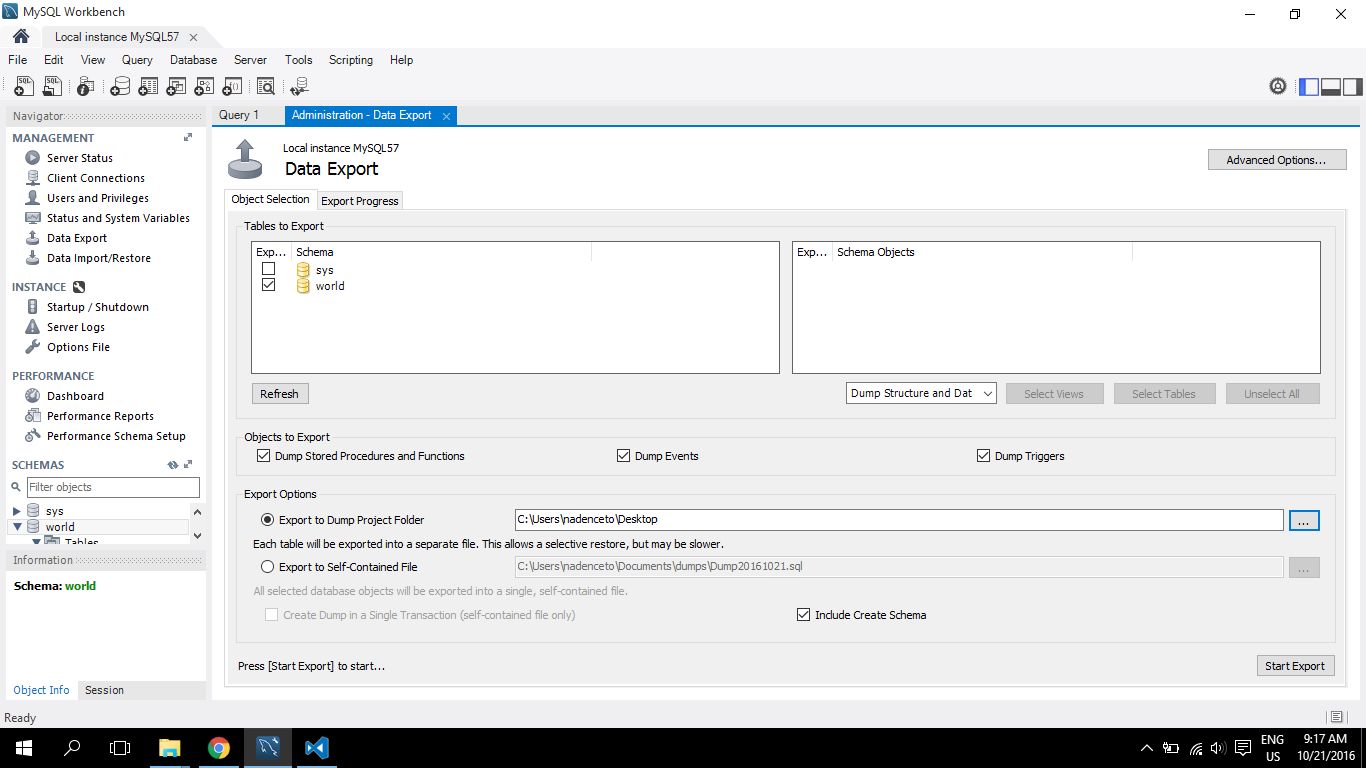 MySQL Workbench
Local instance MySQL57
File Edit View Query Database Server Tools Scripting Help
Navigator
MANAGEMENT
Server Status
Client Connections
Users and Privileges
Status and System Variables
Data Export
Data Import/Restore
INSTANCE
Startup / Shutdown
Server Logs
Options File
PERFORMANCE
Dashboard
Performance Reports
Performance Schema Setup
SCHEMAS
Filter objects
sys
world
Tables
Information
Schema: world
Object Info Session
Query 1 Administration - Data Export
Local instance MySQL57
Data Export
Advanced Options...
Object Selection Export Progress
Tables to Export
Exp... Schema
sys
world
Exp... Schema Objects
Refresh
Dump Structure and Dat
Select Views Select Tables Unselect All
Objects to Export
Dump Stored Procedures and Functions Dump Events Dump Triggers
Export Options
Export to Dump Project Folder C:\Users\nadenceto\Desktop ...
Each table will be exported into a separate file. This allows a selective restore, but may be slower.
Export to Self-Contained File C:\Users\nadenceto\Documents\dumps\Dump20161021.sql ...
All selected database objects will be exported into a single, self-contained file.
Create Dump in a Single Transaction (self-contained file only) Include Create Schema
Press [Start Export] to start...
Start Export
Ready
ENG
US
9:17 AM
10/21/2016